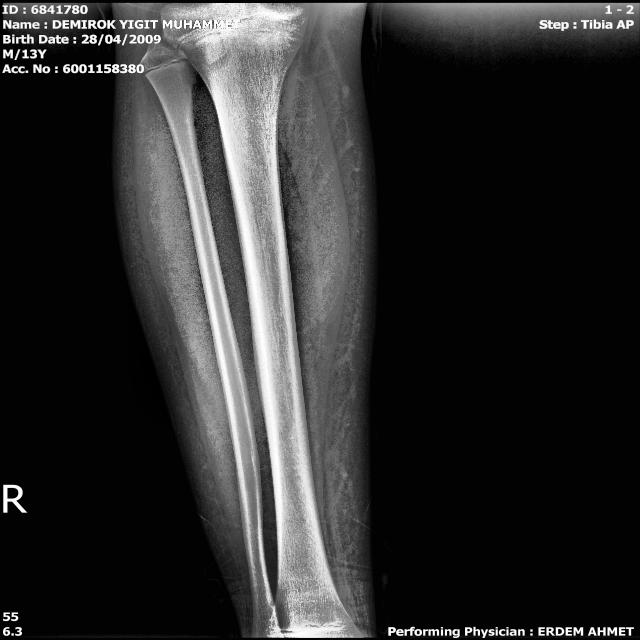 ID : 6841780
Name : DEMIROK YIGIT MUHAMMET
Birth Date : 28/04/2009
M/13Y
Acc. No : 6001158380
1 - 2
Step : Tibia AP
R
55
6.3
Performing Physician : ERDEM AHMET